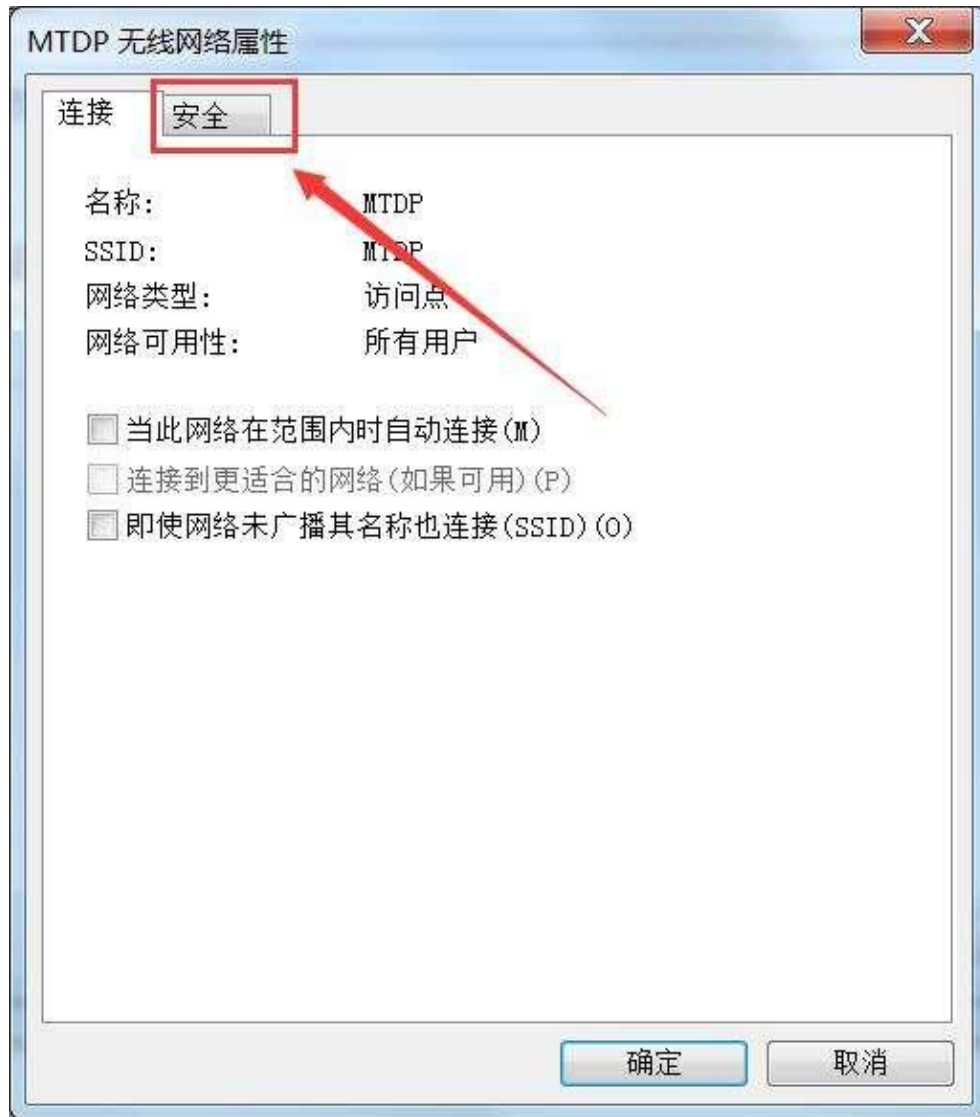 MTDP 无线网络属性
连接 安全
名称: MTDP
SSID: MTDP
网络类型: 访问点
网络可用性: 所有用户
当此网络在范围内时自动连接(M)
连接到更适合的网络(如果可用)(P)
即使网络未广播其名称也连接(SSID)(O)
确定 取消